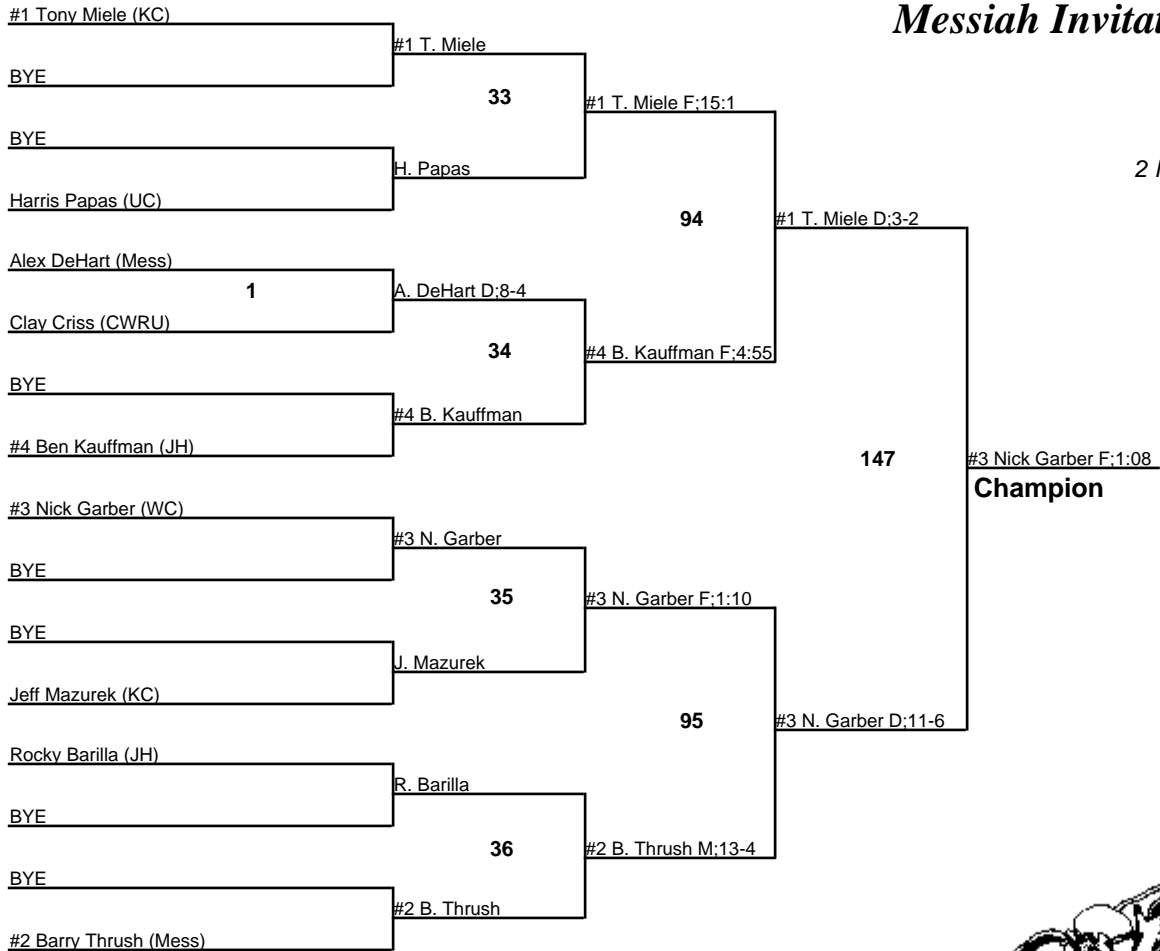 #1 Tony Miele (KC)
Messiah
#1 T. Miele
BYE
33
#1 T. Miele F;15:1
BYE
H. Papas
2
Harris Papas (UC)
94
#1 T. Miele D;3-2
Alex DeHart (Mess)
1
A. DeHart D;8-4
Clay Criss (CWRU)
34
#4 B. Kauffman F;4:55
BYE
#4 B. Kauffman
#4 Ben Kauffman (JH)
147
#3 Nick Garber F;1:08
Champion
#3 Nick Garber (WC)
#3 N. Garber
BYE
35
#3 N. Garber F;1:10
BYE
J. Mazurek
Jeff Mazurek (KC)
95
#3 N. Garber D;11-6
Rocky Barilla (JH)
R. Barilla
BYE
36
#2 B. Thrush M;13-4
BYE
#2 B. Thrush
#2 Barry Thrush (Mess)